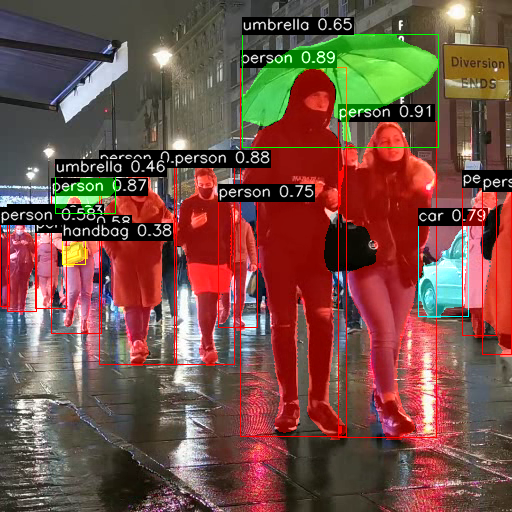 umbrella 0.65
person 0.89
Diversion
ENDS
person 0.91
person 0.88
umbrella 0.46
person 0.87
person 0.75
person 0.58
car 0.79
handbag 0.38